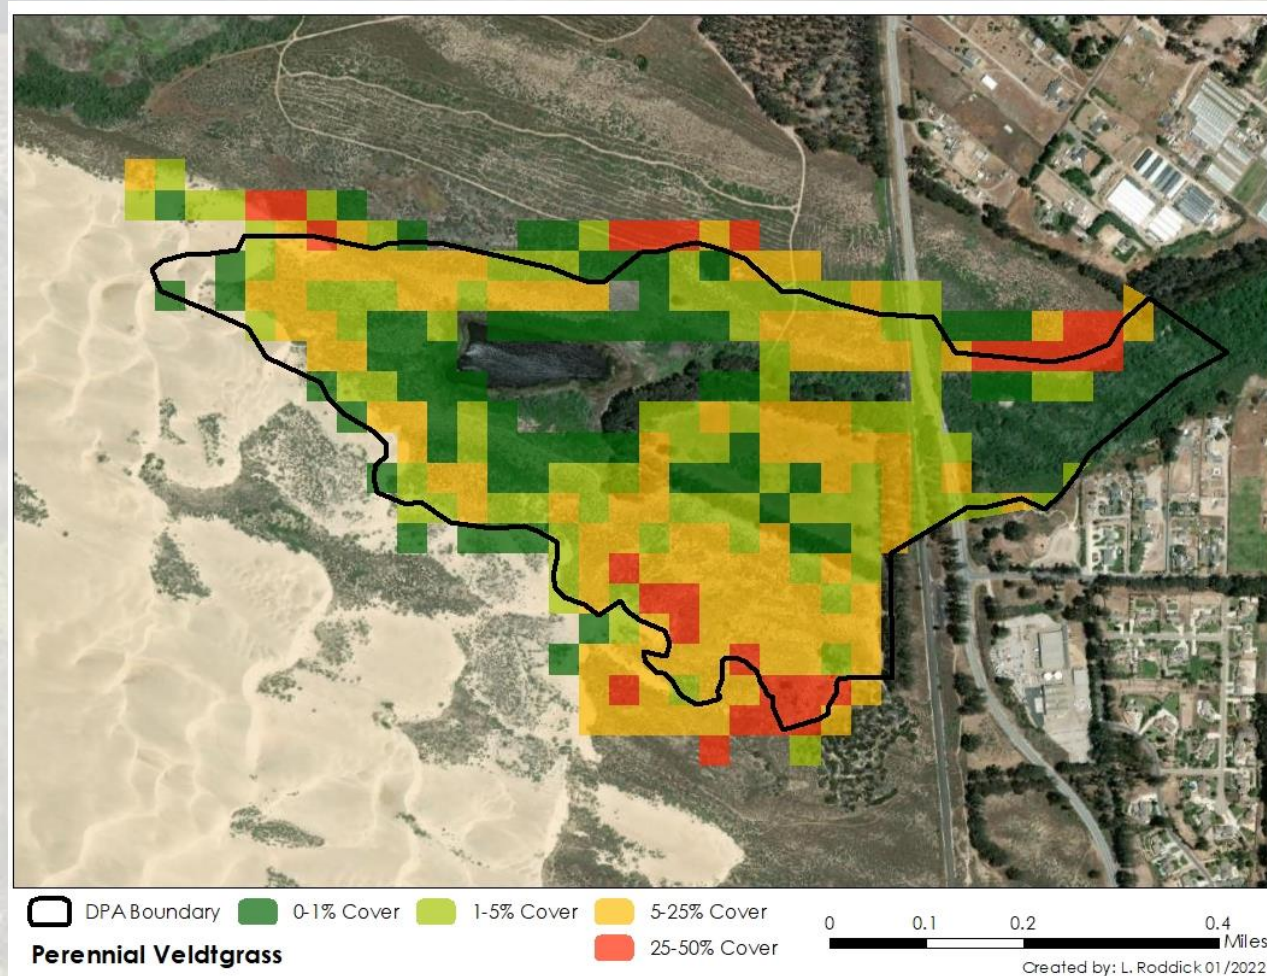 DPA Boundary 0-1% Cover 1-5% Cover 5-25% Cover
25-50% Cover
Perennial Veldtgrass
0 0.1 0.2 0.4
Miles
Created by: L. Roddick 01/2022